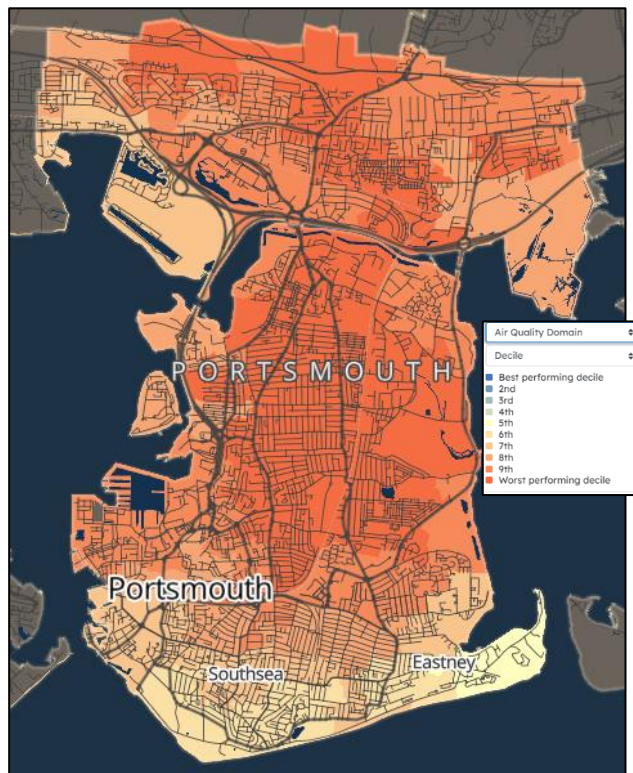 PORTSMOUTH
Portsmouth
Southsea
Eastney
Air Quality Domain
Decile
Best performing decile
2nd
3rd
4th
5th
6th
7th
8th
9th
Worst performing decile